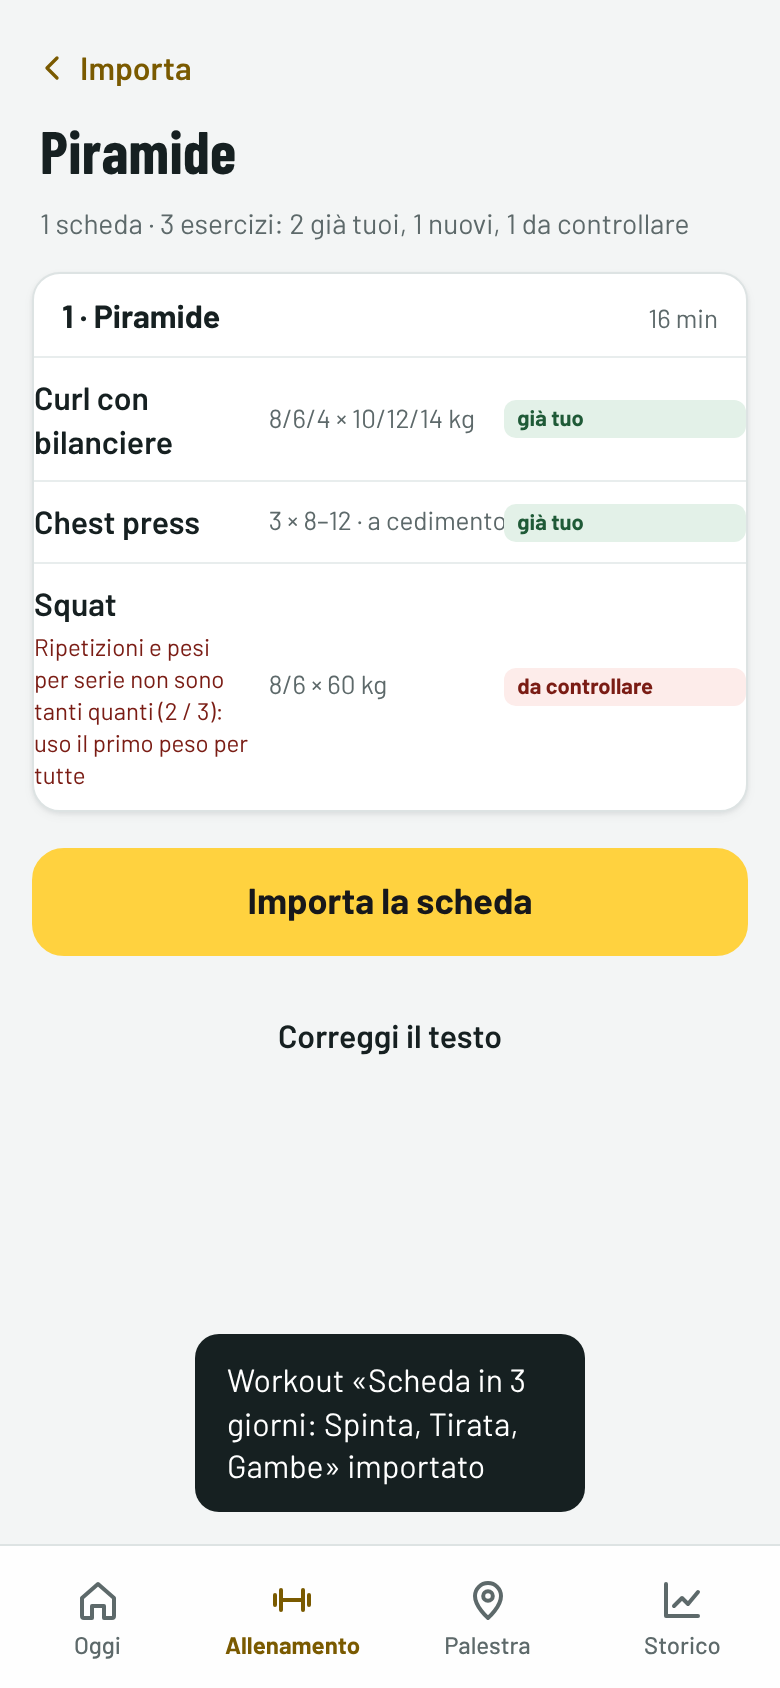 Importa
Piramide
1 scheda · 3 esercizi: 2 già tuoi, 1 nuovi, 1 da controllare
1 · Piramide
16 min
Curl con
bilanciere
8/6/4 × 10/12/14 kg
già tuo
Chest press
3 × 8–12 · a cedimento
già tuo
Squat
Ripetizioni e pesi
per serie non sono
tanti quanti (2 / 3):
uso il primo peso per
tutte
8/6 × 60 kg
da controllare
Importa la scheda
Correggi il testo
Workout «Scheda in 3
giorni: Spinta, Tirata,
Gambe» importato
Oggi
Allenamento
Palestra
Storico